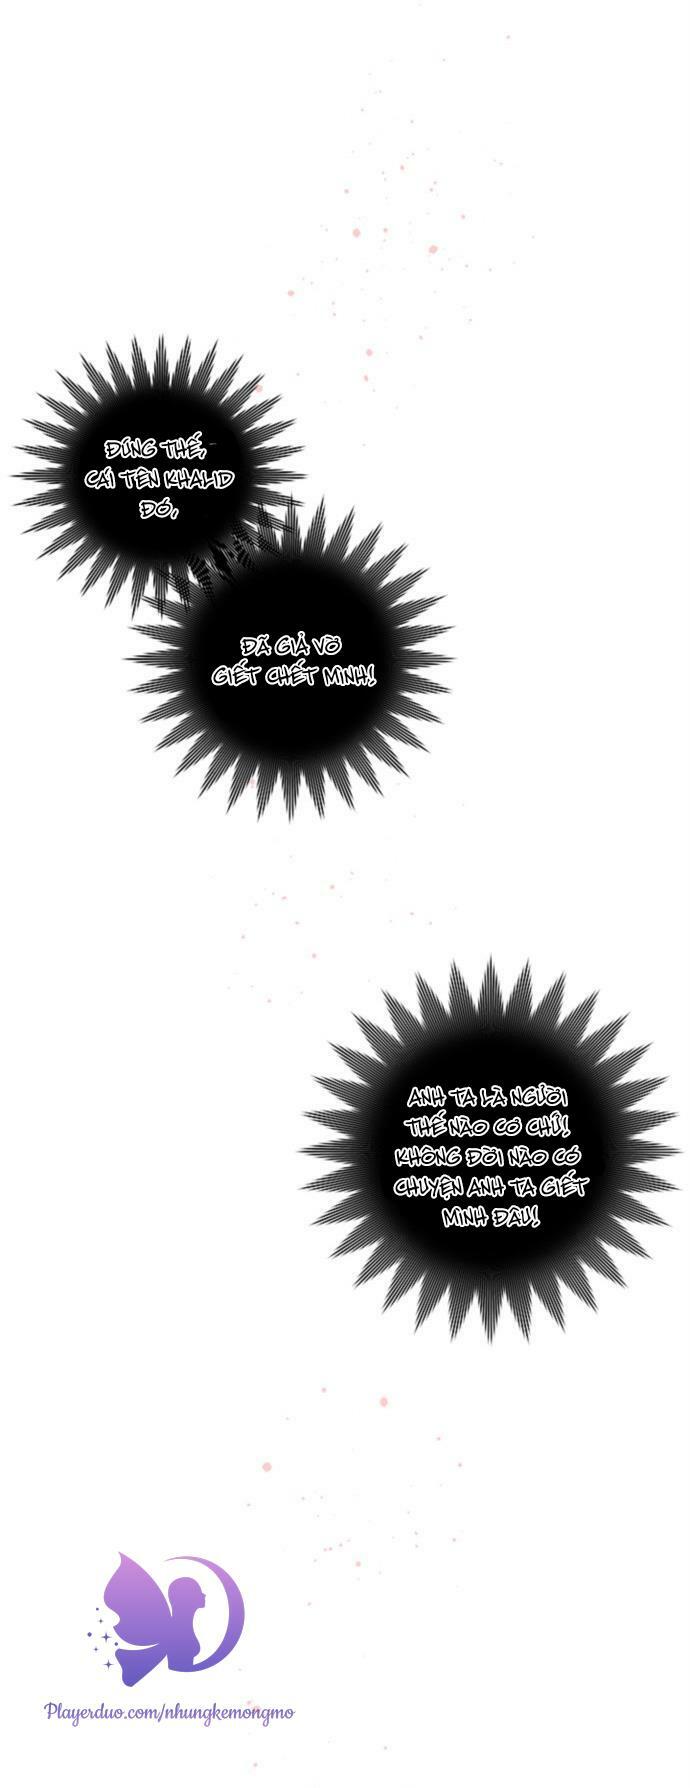 ĐÚNG THẾ,
CÁI TÊN KHALID
ĐÓ,
ĐÃ GIẢ VỜ
GIẾT CHẾT MÌNH!
ANH TA LÀ NGƯỜI
THẾ NÀO CƠ CHỨ!
KHÔNG ĐỜI NÀO CÓ
CHUYỆN ANH TA GIẾT
MÌNH ĐÂU!
Playerduo.com/nhungkemongmo